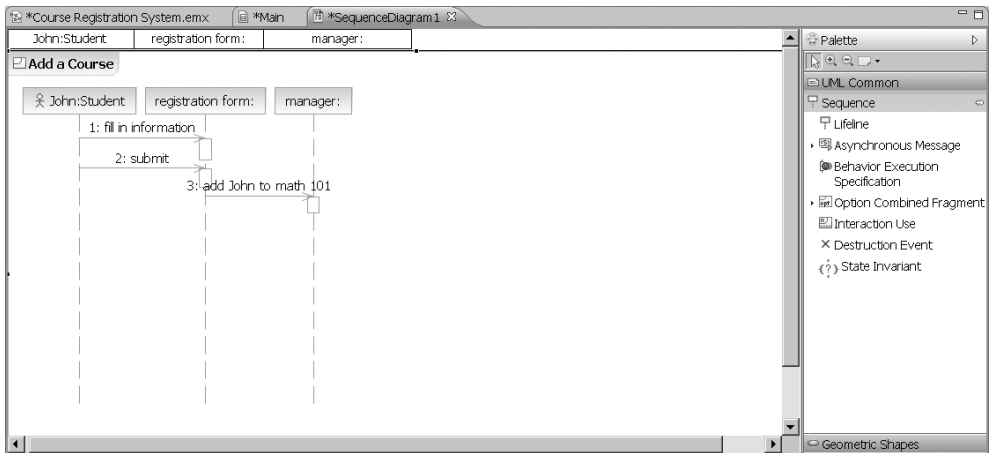 *Course Registration System.emx *Main *SequenceDiagram1
John:Student registration form: manager:
Add a Course
John:Student registration form: manager:
1: fill in information
2: submit
3: add John to math 101
Palette
UML Common
Sequence
Lifeline
Asynchronous Message
Behavior Execution
Specification
Option Combined Fragment
Interaction Use
Destruction Event
State Invariant
Geometric Shapes